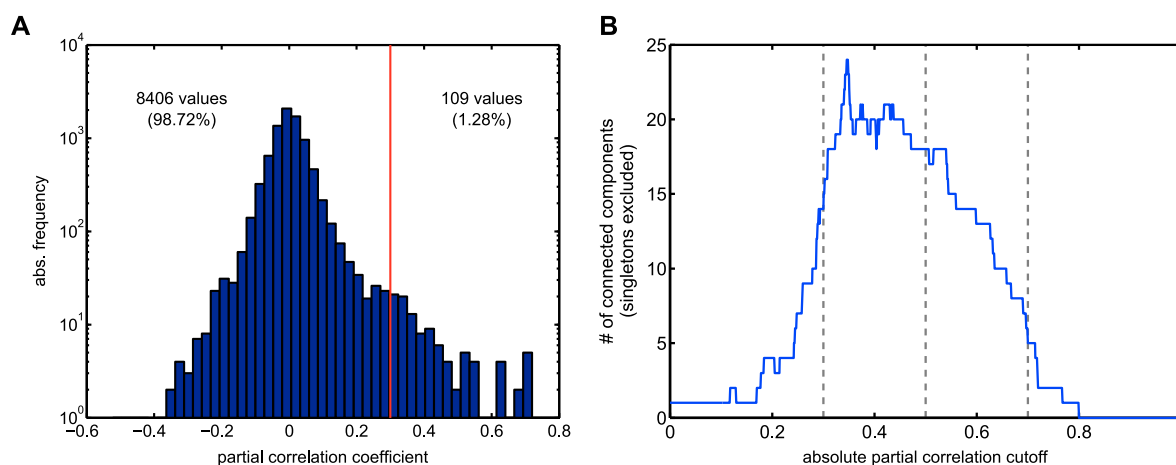 A
8406 values
(98.72%)
109 values
(1.28%)
abs. frequency
10^4
10^3
10^2
10^1
10^0
−0.6 −0.4 −0.2 0 0.2 0.4 0.6 0.8
partial correlation coefficient
B
# of connected components
(singletons excluded)
25
20
15
10
5
0
0 0.2 0.4 0.6 0.8
absolute partial correlation cutoff